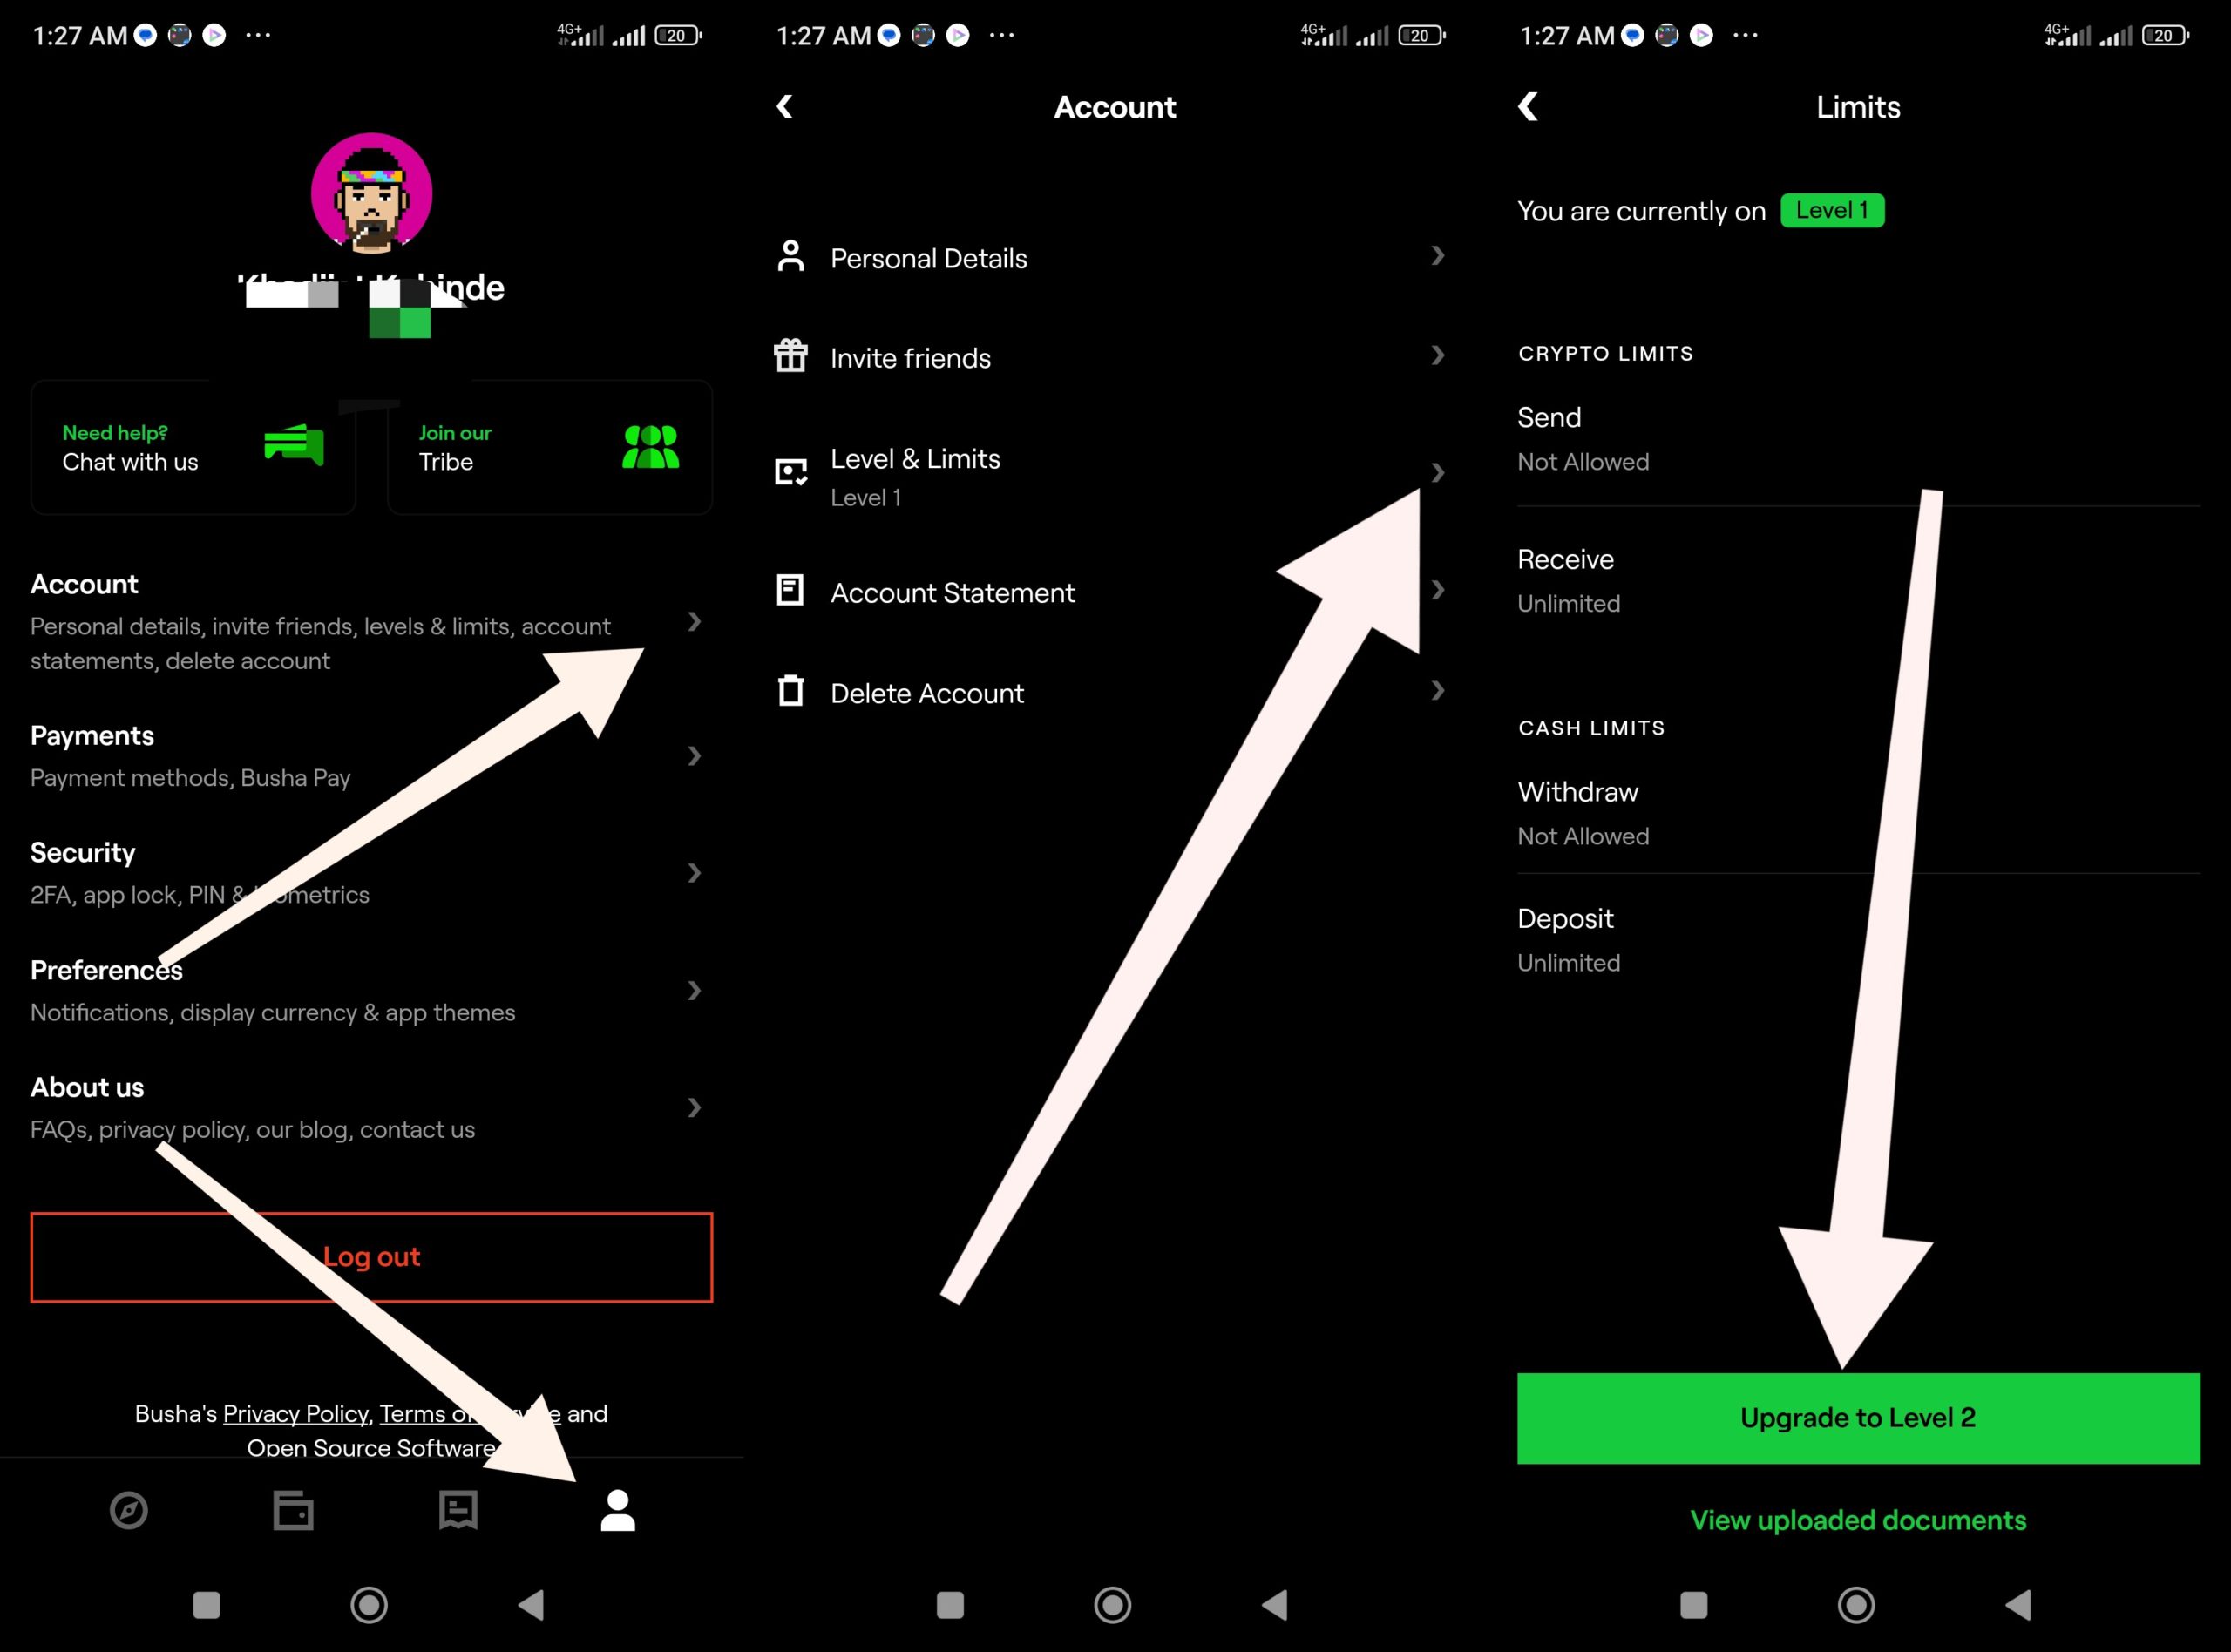 1:27 AM
4G+
20
Need help?
Chat with us
Join our
Tribe
Account
Personal details, invite friends, levels & limits, account
statements, delete account
Payments
Payment methods, Busha Pay
Security
2FA, app lock, PIN &
Preferences
Notifications, display currency & app themes
About us
FAQs, privacy policy, our blog, contact us
Log out
Busha's Privacy Policy, Terms and
Open Source Software
1:27 AM
4G+
20
Account
Personal Details
Invite friends
Level & Limits
Level 1
Account Statement
Delete Account
1:27 AM
4G+
20
Limits
You are currently on Level 1
CRYPTO LIMITS
Send
Not Allowed
Receive
Unlimited
CASH LIMITS
Withdraw
Not Allowed
Deposit
Unlimited
Upgrade to Level 2
View uploaded documents